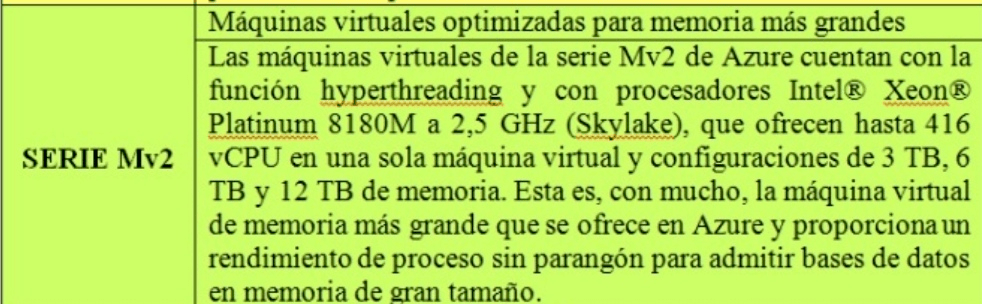 Máquinas virtuales optimizadas para memoria más grandes
Las máquinas virtuales de la serie Mv2 de Azure cuentan con la
función hyperthreading y con procesadores Intel® Xeon®
Platinum 8180M a 2,5 GHz (Skylake), que ofrecen hasta 416
SERIE Mv2
vCPU en una sola máquina virtual y configuraciones de 3 TB, 6
TB y 12 TB de memoria. Esta es, con mucho, la máquina virtual
de memoria más grande que se ofrece en Azure y proporciona un
rendimiento de proceso sin parangón para admitir bases de datos
en memoria de gran tamaño.